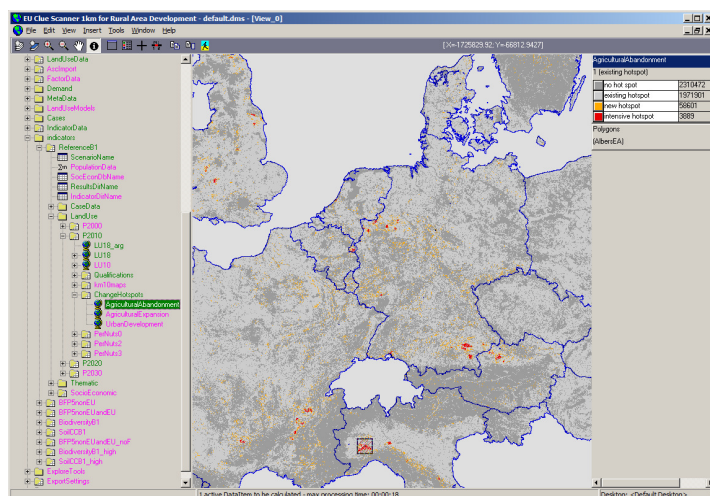 EU Clue Scanner 1km for Rural Area Development - default.dms - [View_0]
File Edit View Insert Tools Window Help
[X=-1725829.92; Y=-66812.9427]
LandUseData
AsciImport
FactorData
Demand
MetaData
LandUseModels
Cases
IndicatorData
indicators
ReferenceB1
ScenarioName
PopulationData
SocEconDbName
ResultsDirName
IndicatorDirName
CaseData
LandUse
P2000
P2010
LU18_arg
LU18
LU10
Qualifications
km10maps
ChangeHotspots
AgriculturalAbandonment
AgriculturalExpansion
UrbanDevelopment
PerNuts0
PerNuts2
PerNuts3
P2020
P2030
Thematic
SocioEconomic
BFP5nonEU
BFP5nonEUandEU
BiodiversityB1
SoilCCB1
BFP5nonEUandEU_noF
BiodiversityB1_high
SoilCCB1_high
ExploreTools
ExportSettings
AgriculturalAbandonment
1 (existing hotspot)
no hot spot 2310472
existing hotspot 1971901
new hotspot 58601
intensive hotspot 3889
Polygons
(AlbersEA)
1 active DataItem to be calculated - max processing time: 00:00:18
Desktop: <Default Desktop>